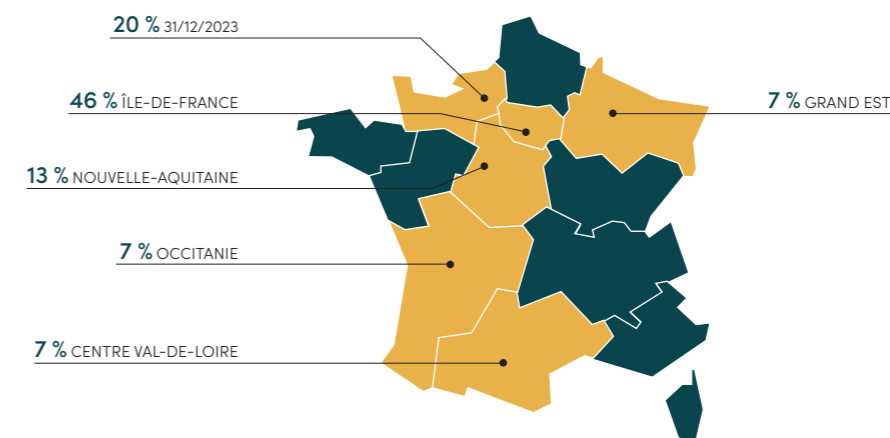 20 % 31/12/2023
46 % ÎLE-DE-FRANCE
7 % GRAND EST
13 % NOUVELLE-AQUITAINE
7 % OCCITANIE
7 % CENTRE VAL-DE-LOIRE